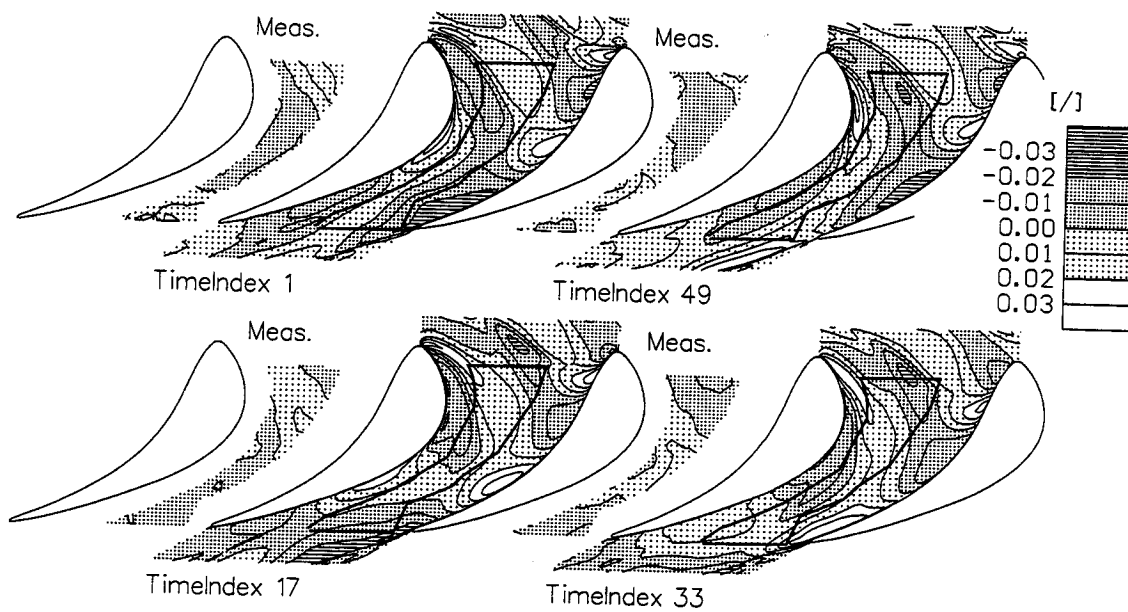 Meas.
Meas.
[/]
-0.03
-0.02
-0.01
0.00
0.01
0.02
0.03
TimeIndex 1
TimeIndex 49
Meas.
Meas.
TimeIndex 17
TimeIndex 33